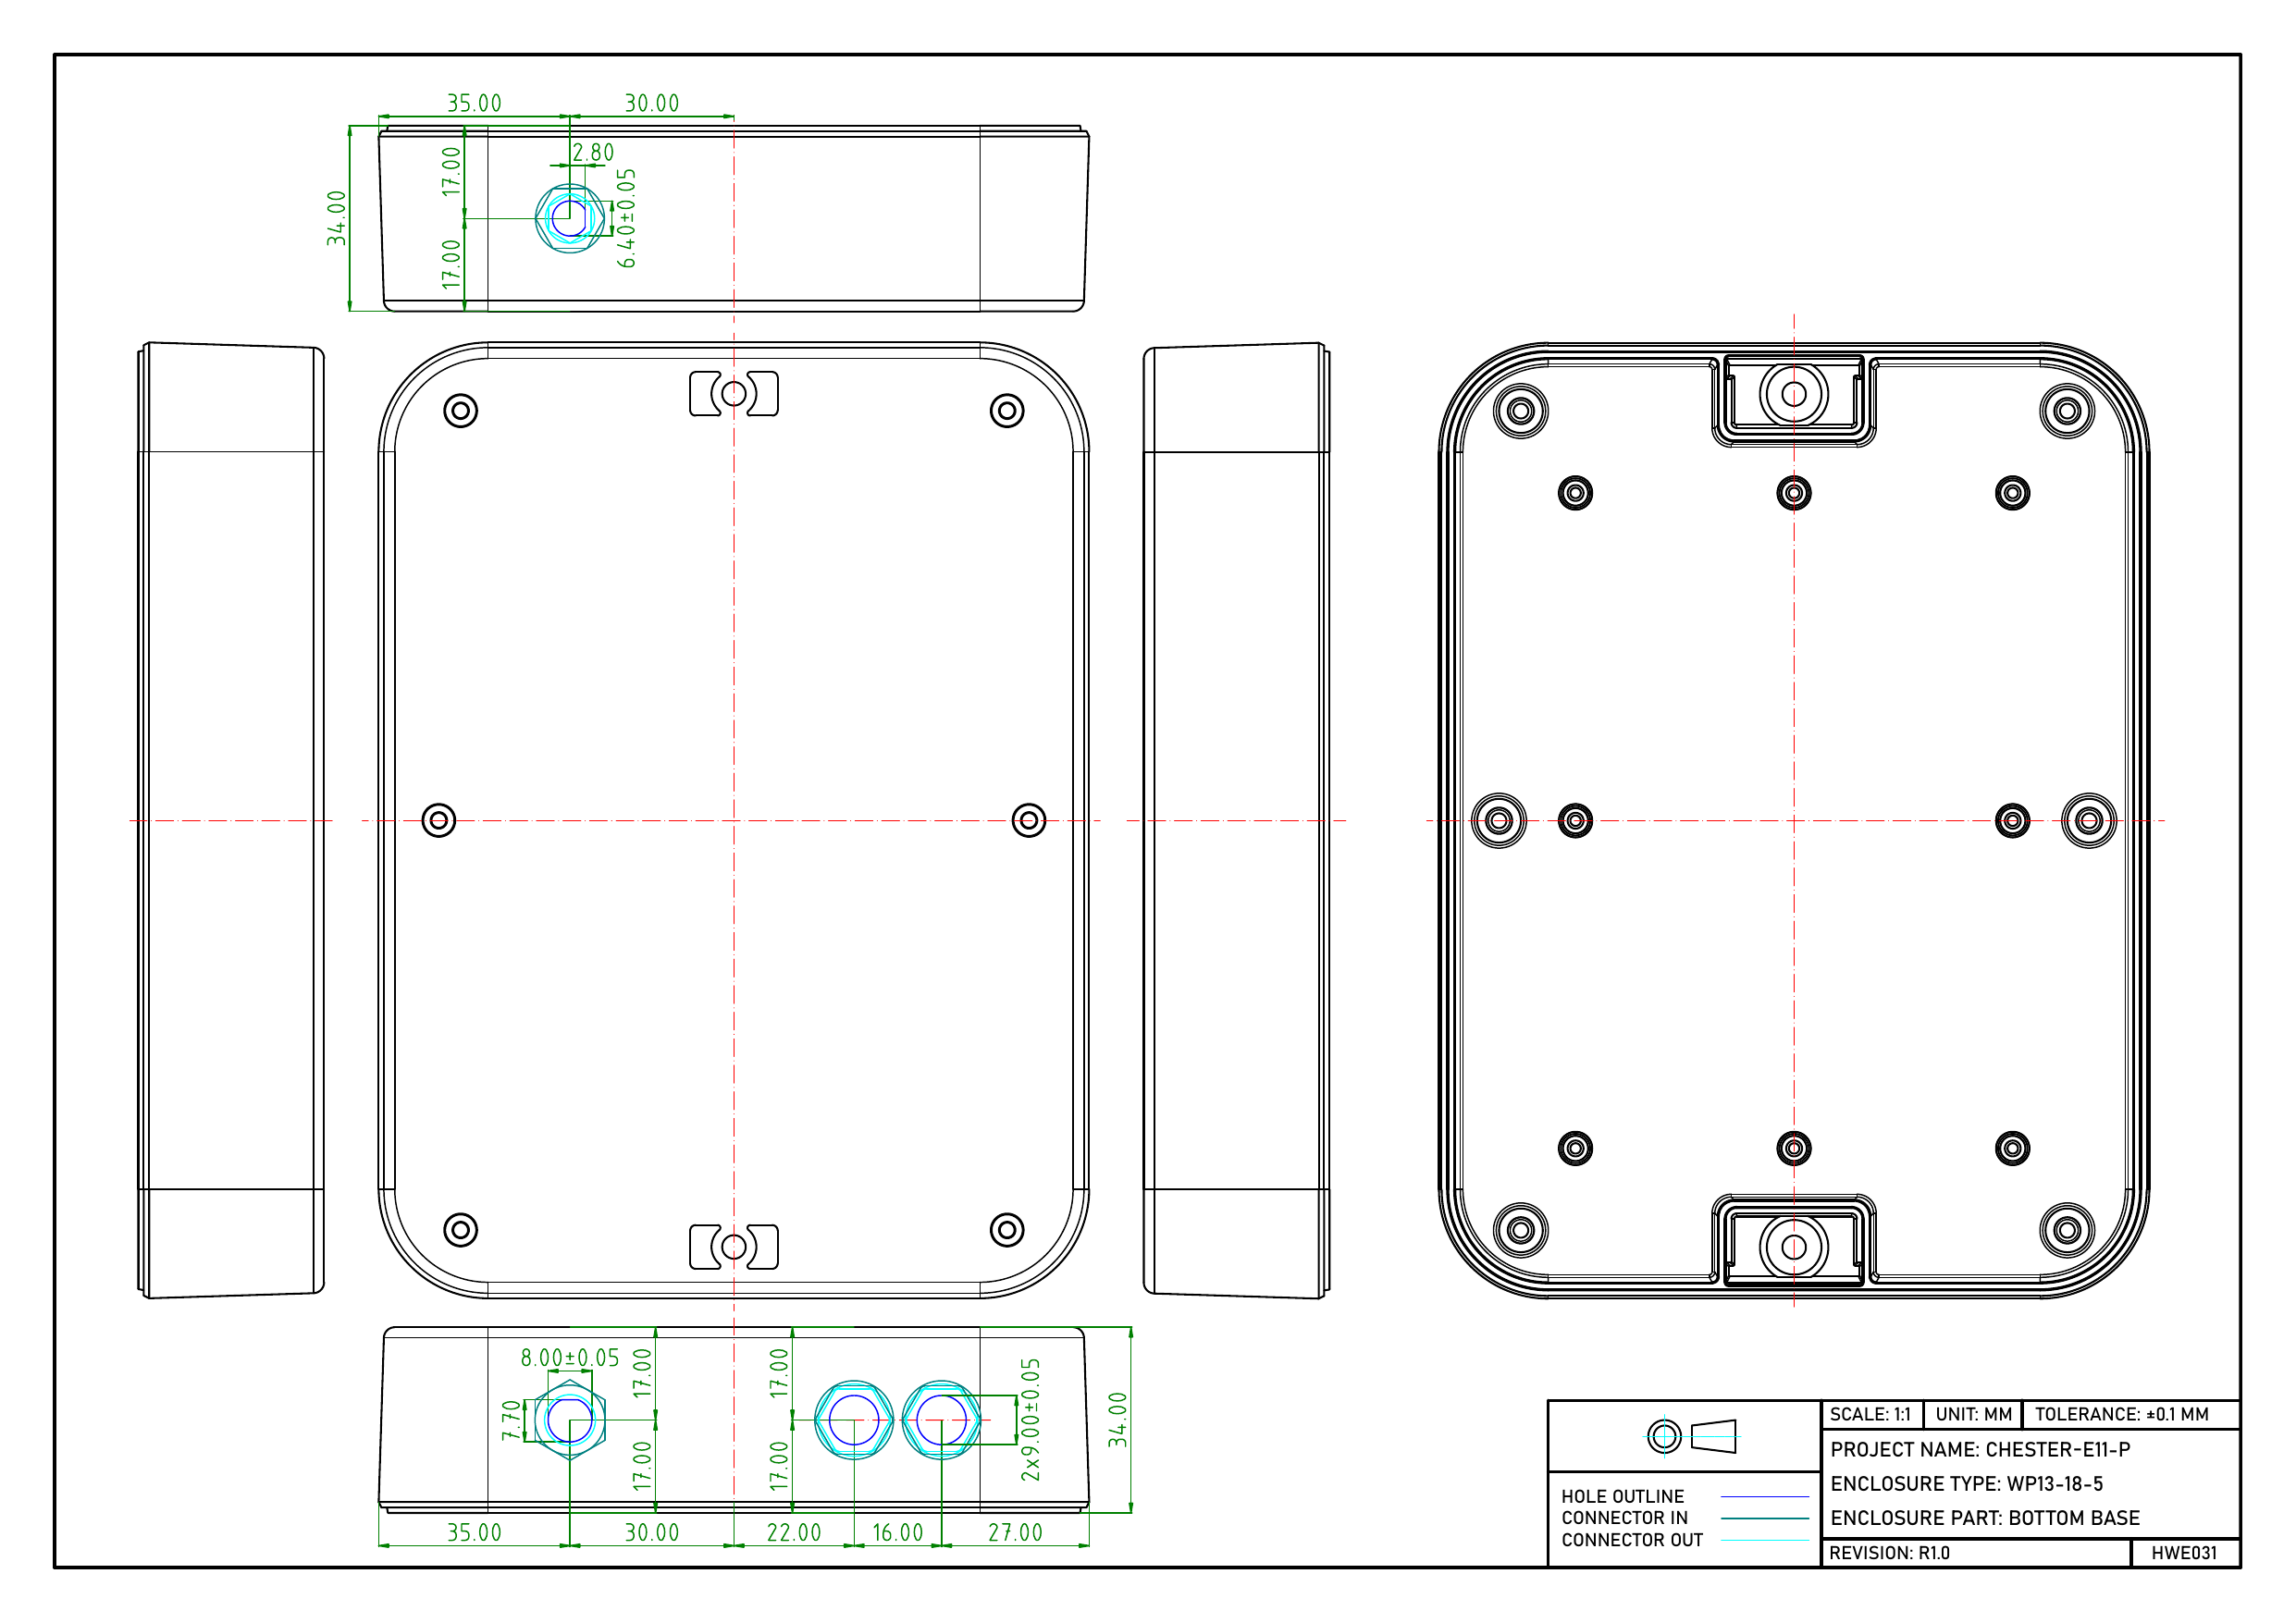 35.00
30.00
2.80
17.00
6.40±0.05
34.00
17.00
8.00±0.05
17.00
17.00
2x9.00±0.05
7.70
34.00
17.00
17.00
35.00
30.00
22.00
16.00
27.00
SCALE: 1:1
UNIT: MM
TOLERANCE: ±0.1 MM
PROJECT NAME: CHESTER-E11-P
ENCLOSURE TYPE: WP13-18-5
HOLE OUTLINE
CONNECTOR IN
ENCLOSURE PART: BOTTOM BASE
CONNECTOR OUT
REVISION: R1.0
HWE031